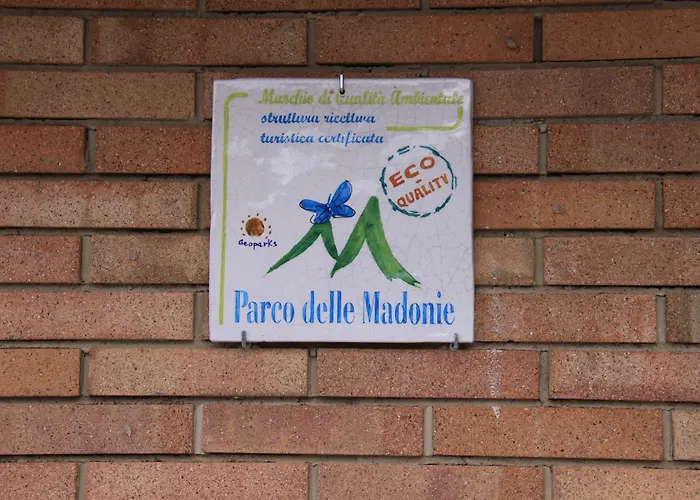 Marchio di Qualità Ambientale
struttura ricettiva
turistica certificata
ECO -
QUALITY
Geoparks
Parco delle Madonie